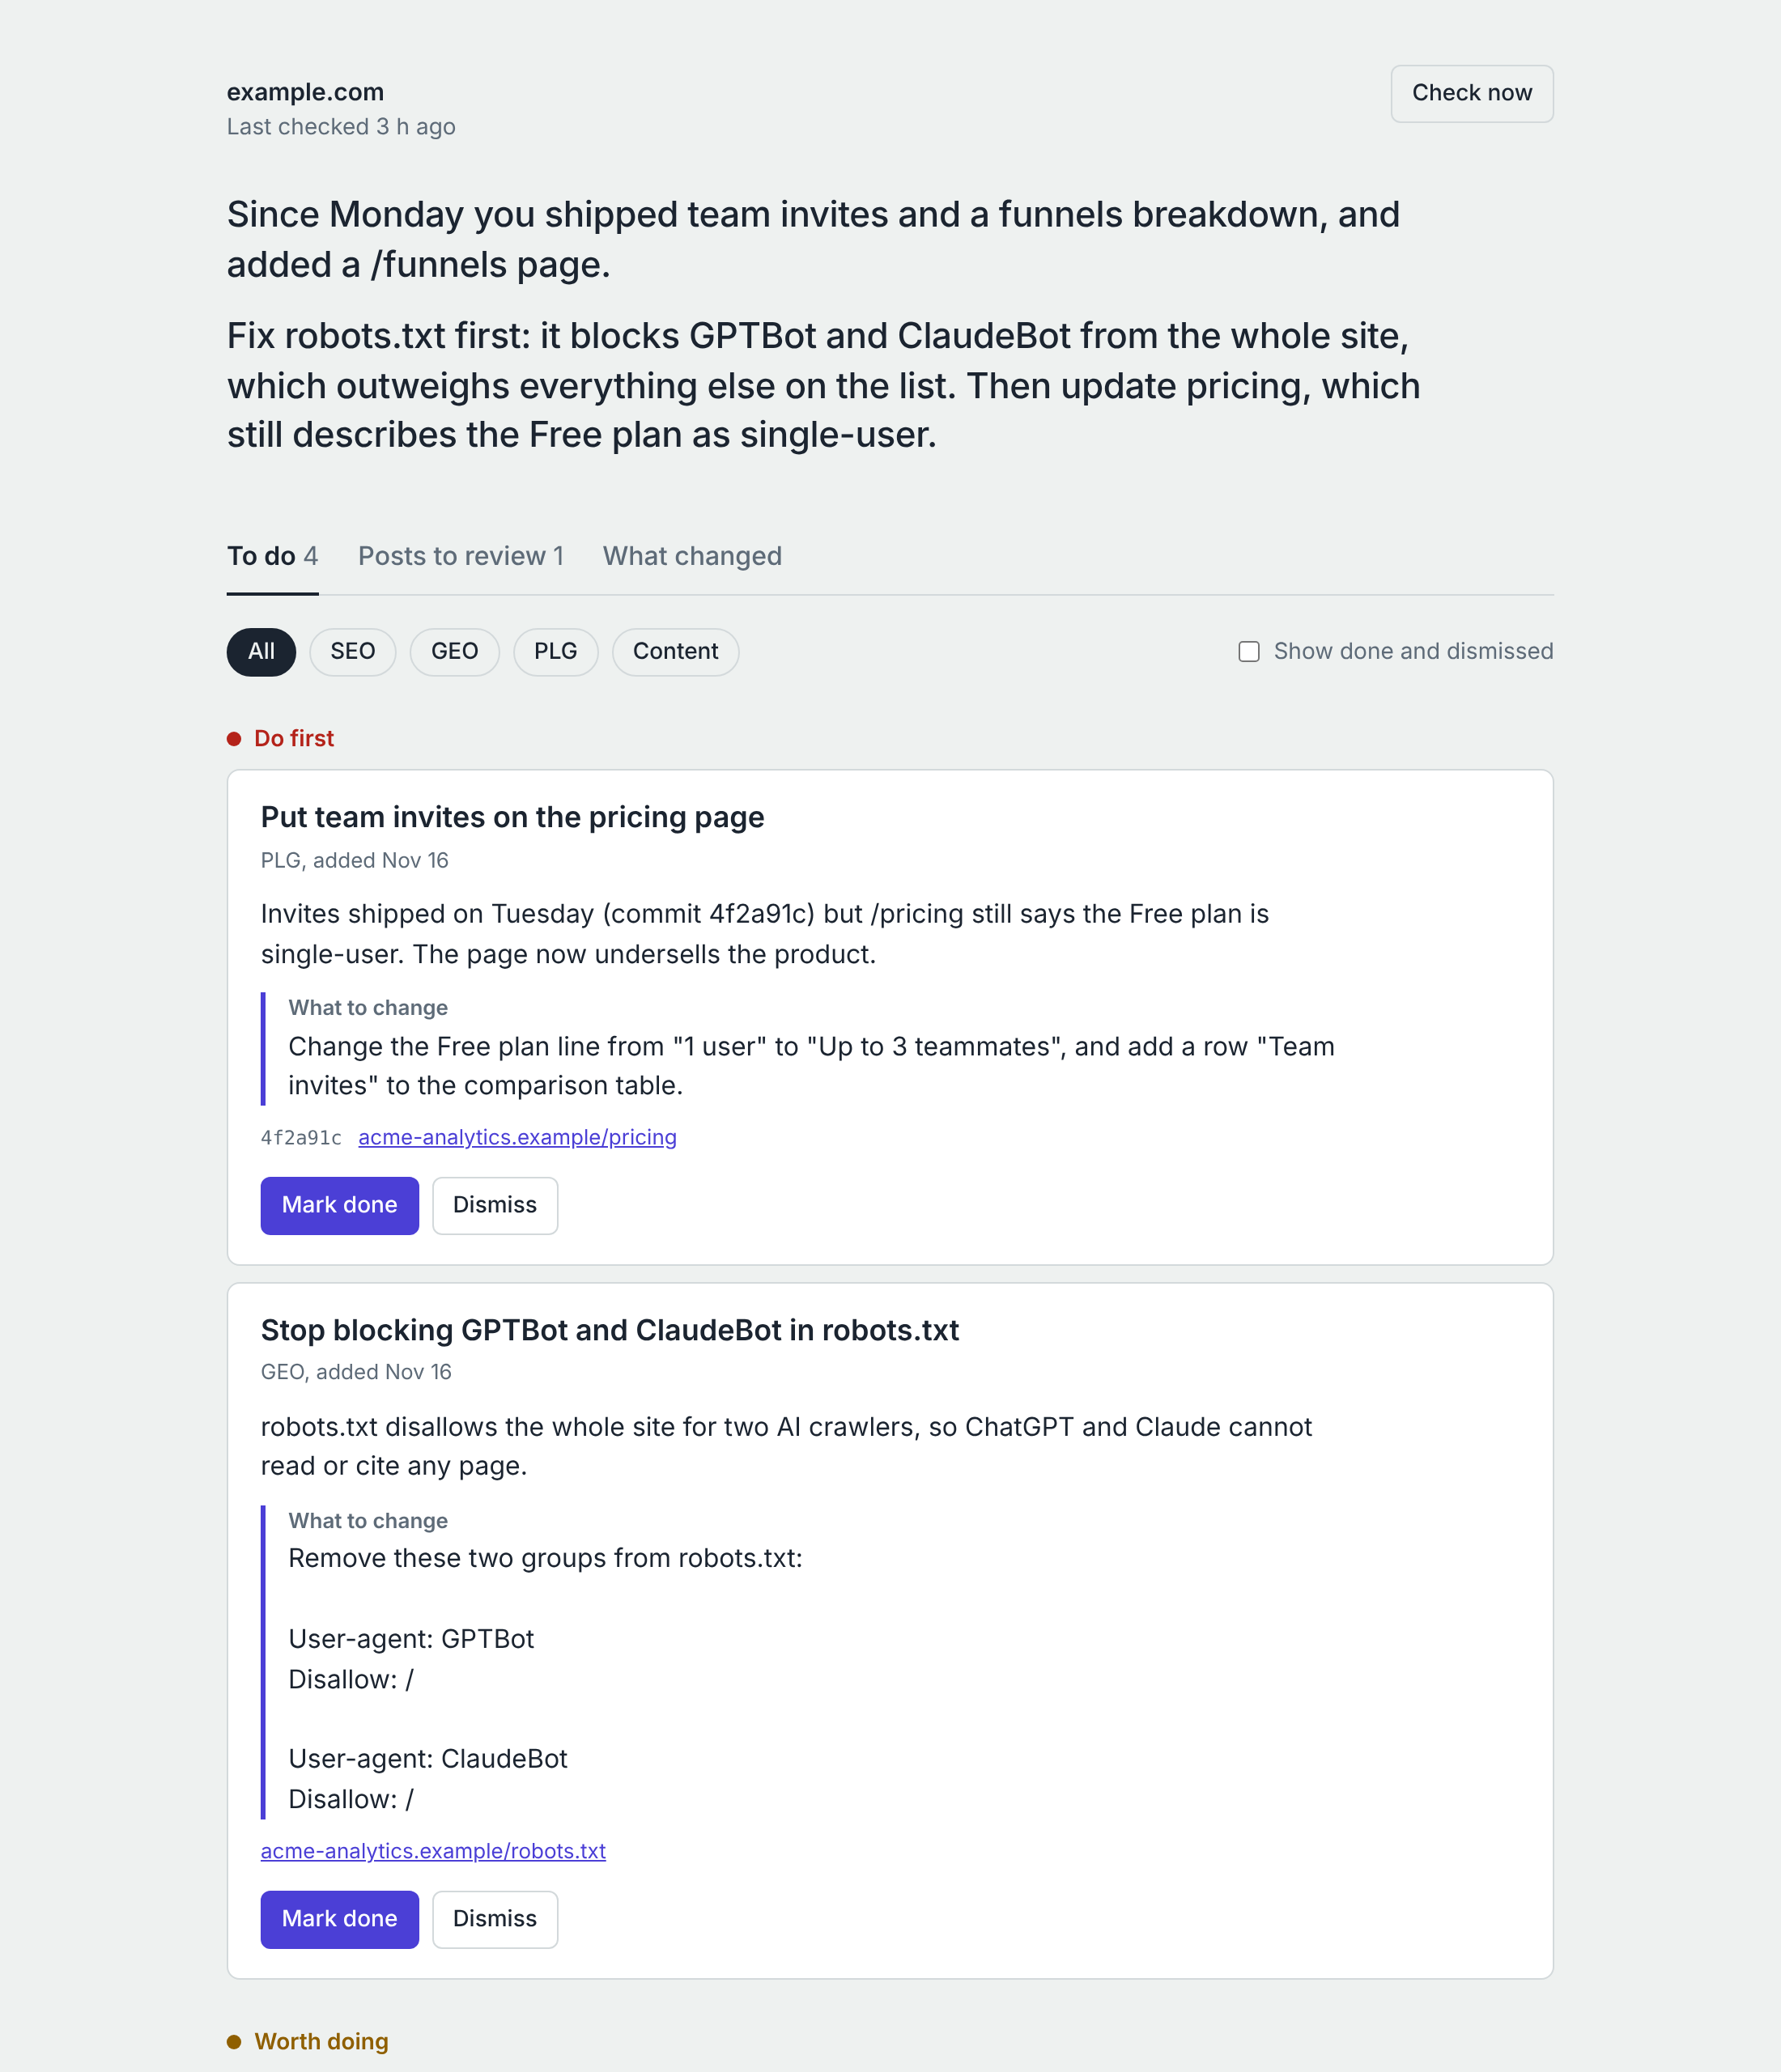 example.com
Check now
Last checked 3 h ago
Since Monday you shipped team invites and a funnels breakdown, and
added a /funnels page.
Fix robots.txt first: it blocks GPTBot and ClaudeBot from the whole site,
which outweighs everything else on the list. Then update pricing, which
still describes the Free plan as single-user.
To do 4 Posts to review 1 What changed
All SEO GEO PLG Content Show done and dismissed
Do first
Put team invites on the pricing page
PLG, added Nov 16
Invites shipped on Tuesday (commit 4f2a91c) but /pricing still says the Free plan is
single-user. The page now undersells the product.
What to change
Change the Free plan line from "1 user" to "Up to 3 teammates", and add a row "Team
invites" to the comparison table.
4f2a91c acme-analytics.example/pricing
Mark done Dismiss
Stop blocking GPTBot and ClaudeBot in robots.txt
GEO, added Nov 16
robots.txt disallows the whole site for two AI crawlers, so ChatGPT and Claude cannot
read or cite any page.
What to change
Remove these two groups from robots.txt:
User-agent: GPTBot
Disallow: /
User-agent: ClaudeBot
Disallow: /
acme-analytics.example/robots.txt
Mark done Dismiss
Worth doing